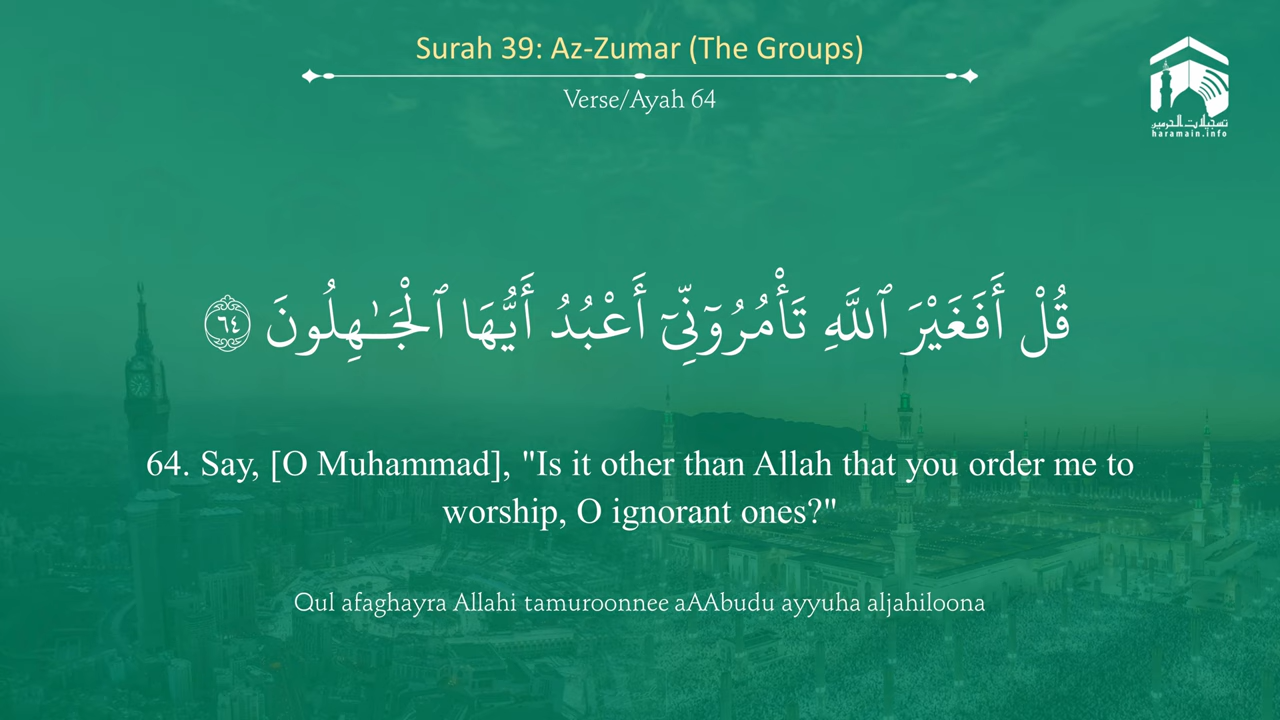 Surah 39: Az-Zumar (The Groups)
Verse/Ayah 64
تسجيلات الحرمين
haramain.info
قُلْ أَفَغَيْرَ ٱللَّهِ تَأْمُرُوٓنِّىٓ أَعْبُدُ أَيُّهَا ٱلْجَـٰهِلُونَ ٦٤
64. Say, [O Muhammad], "Is it other than Allah that you order me to
worship, O ignorant ones?"
Qul afaghayra Allahi tamuroonnee aAAbudu ayyuha aljahiloona